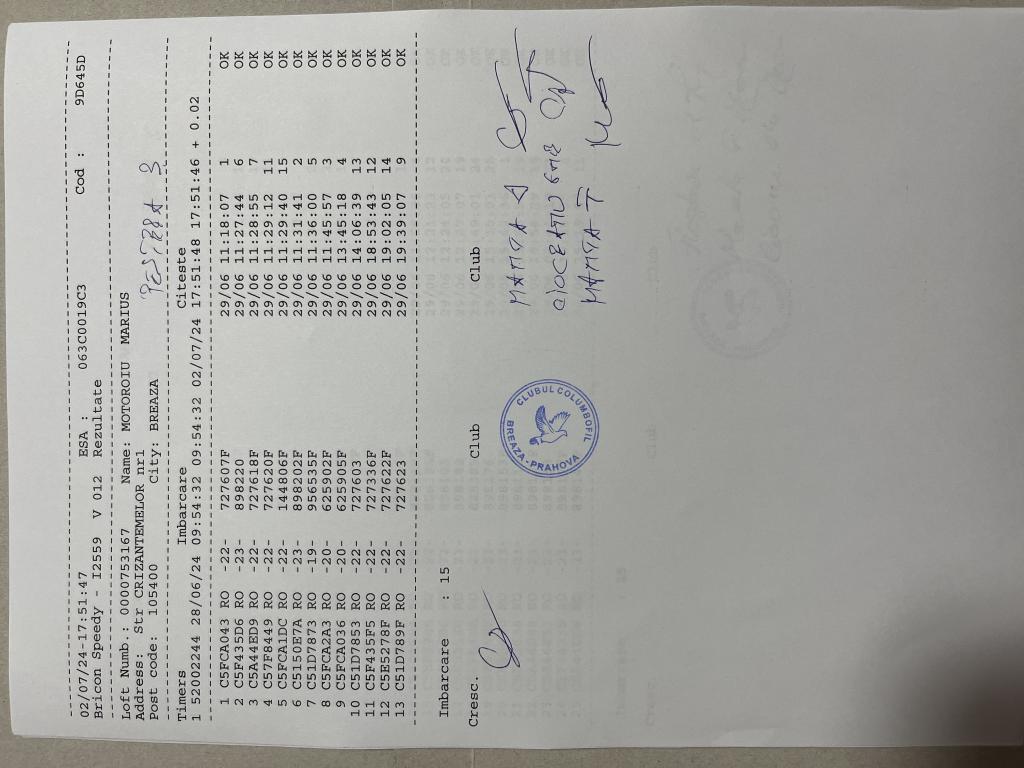 02/07/24-17:51:47 ESA : 063C0019C3 Cod : 9D645D
Bricon Speedy - I2559 V 012 Rezultate
Loft Numb.: 0000753167 Name: MOTOROIU MARIUS
Address: Str CRIZANTEMELOR nr1
Post code: 105400 City: BREAZA
Timers Imbarcare Citeste
1 52002244 28/06/24 09:54:32 09:54:32 02/07/24 17:51:48 17:51:46 + 0.02
1 C5FCA043 RO -22- 727607F 29/06 11:18:07 1 OK
2 C5F435D6 RO -23- 898220 29/06 11:27:44 16 OK
3 C5A44ED9 RO -22- 727618F 29/06 11:28:55 17 OK
4 C57F8449 RO -22- 727620F 29/06 11:29:12 11 OK
5 C5FCA1DC RO -22- 144806F 29/06 11:29:40 15 OK
6 C5150E7A RO -23- 898202F 29/06 11:31:41 2 OK
7 C51D7873 RO -19- 956535F 29/06 11:36:00 5 OK
8 C5FCA2A3 RO -20- 625902F 29/06 11:45:57 3 OK
9 C5FCA036 RO -20- 625905F 29/06 13:45:18 4 OK
10 C51D7853 RO -22- 727603 29/06 14:06:39 13 OK
11 C5F435F5 RO -22- 727336F 29/06 18:53:43 12 OK
12 C5E5278F RO -22- 727622F 29/06 19:02:05 14 OK
13 C51D789F RO -22- 727623 29/06 19:39:07 9 OK
Imbarcare : 15
Cresc. Club Club
CLUBUL COLUMBOFIL
BREAZA-PRAHOVA